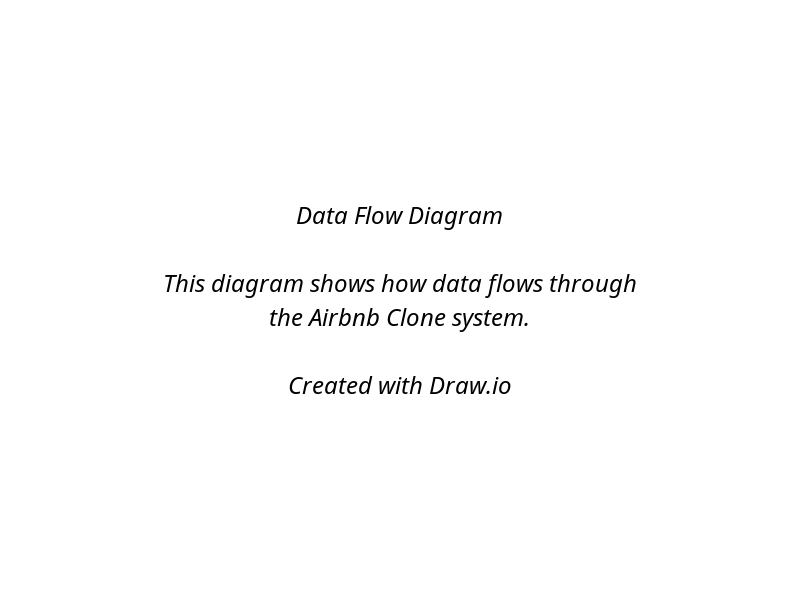 Data Flow Diagram
This diagram shows how data flows through
the Airbnb Clone system.
Created with Draw.io